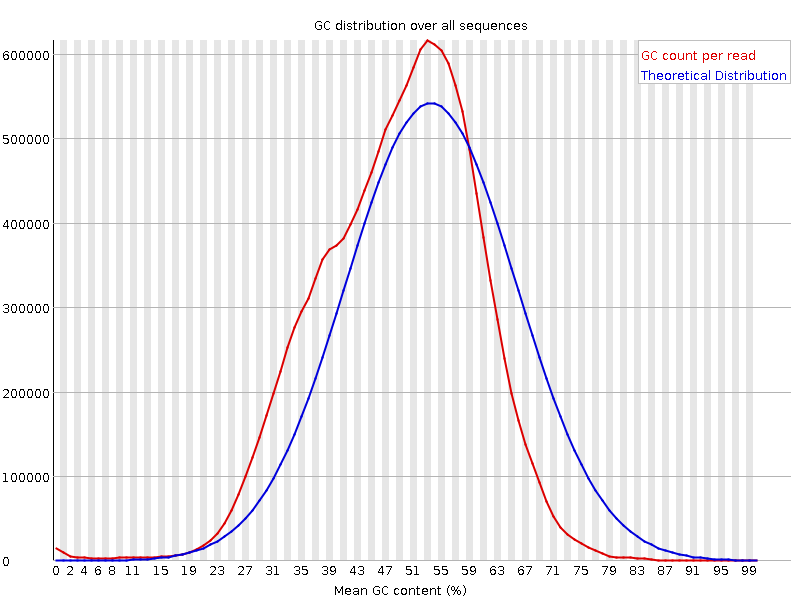 GC distribution over all sequences
GC count per read
Theoretical Distribution
600000
500000
400000
300000
200000
100000
0
0 2 4 6 8 11 15 19 23 27 31 35 39 43 47 51 55 59 63 67 71 75 79 83 87 91 95 99
Mean GC content (%)